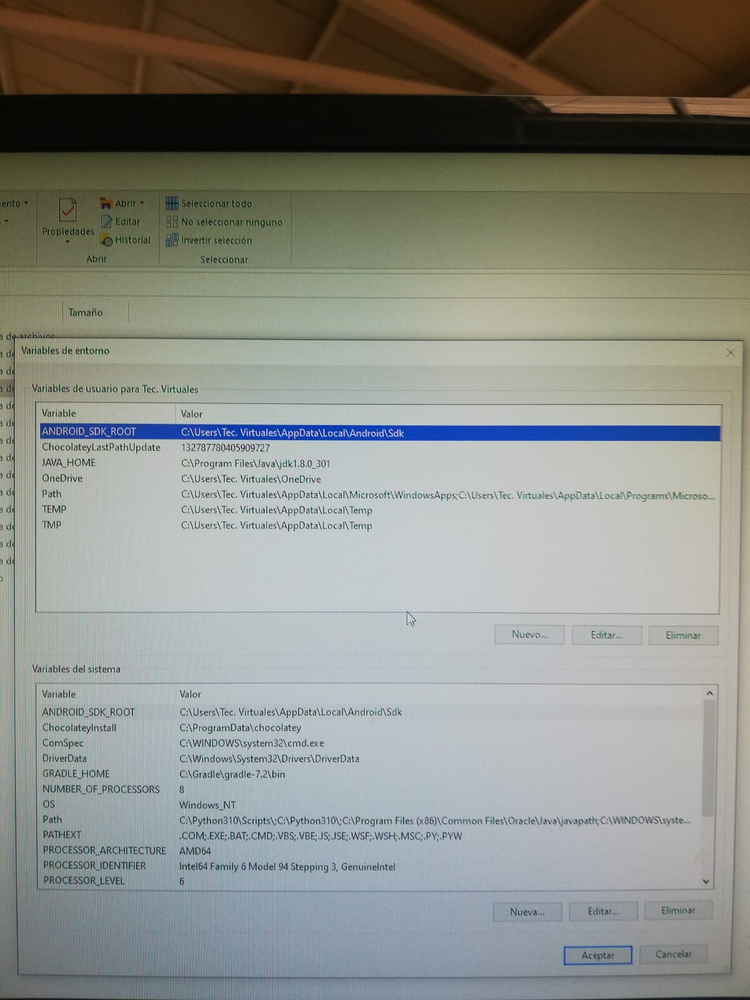 Propiedades
Abrir
Editar
Historial
Abrir
Seleccionar todo
No seleccionar ninguno
Invertir selección
Seleccionar
Tamaño
Variables de entorno
Variables de usuario para Tec. Virtuales
Variable Valor
ANDROID_SDK_ROOT C:\Users\Tec. Virtuales\AppData\Local\Android\Sdk
ChocolateyLastPathUpdate 132787780405909727
JAVA_HOME C:\Program Files\Java\jdk1.8.0_301
OneDrive C:\Users\Tec. Virtuales\OneDrive
Path C:\Users\Tec. Virtuales\AppData\Local\Microsoft\WindowsApps;C:\Users\Tec. Virtuales\AppData\Local\Programs\Microso...
TEMP C:\Users\Tec. Virtuales\AppData\Local\Temp
TMP C:\Users\Tec. Virtuales\AppData\Local\Temp
Nuevo... Editar... Eliminar
Variables del sistema
Variable Valor
ANDROID_SDK_ROOT C:\Users\Tec. Virtuales\AppData\Local\Android\Sdk
ChocolateyInstall C:\ProgramData\chocolatey
ComSpec C:\WINDOWS\system32\cmd.exe
DriverData C:\Windows\System32\Drivers\DriverData
GRADLE_HOME C:\Gradle\gradle-7.2\bin
NUMBER_OF_PROCESSORS 8
OS Windows_NT
Path C:\Python310\Scripts\;C:\Python310\;C:\Program Files (x86)\Common Files\Oracle\Java\javapath;C:\WINDOWS\syste...
PATHEXT .COM;.EXE;.BAT;.CMD;.VBS;.VBE;.JS;.JSE;.WSF;.WSH;.MSC;.PY;.PYW
PROCESSOR_ARCHITECTURE AMD64
PROCESSOR_IDENTIFIER Intel64 Family 6 Model 94 Stepping 3, GenuineIntel
PROCESSOR_LEVEL 6
Nueva... Editar... Eliminar
Aceptar Cancelar